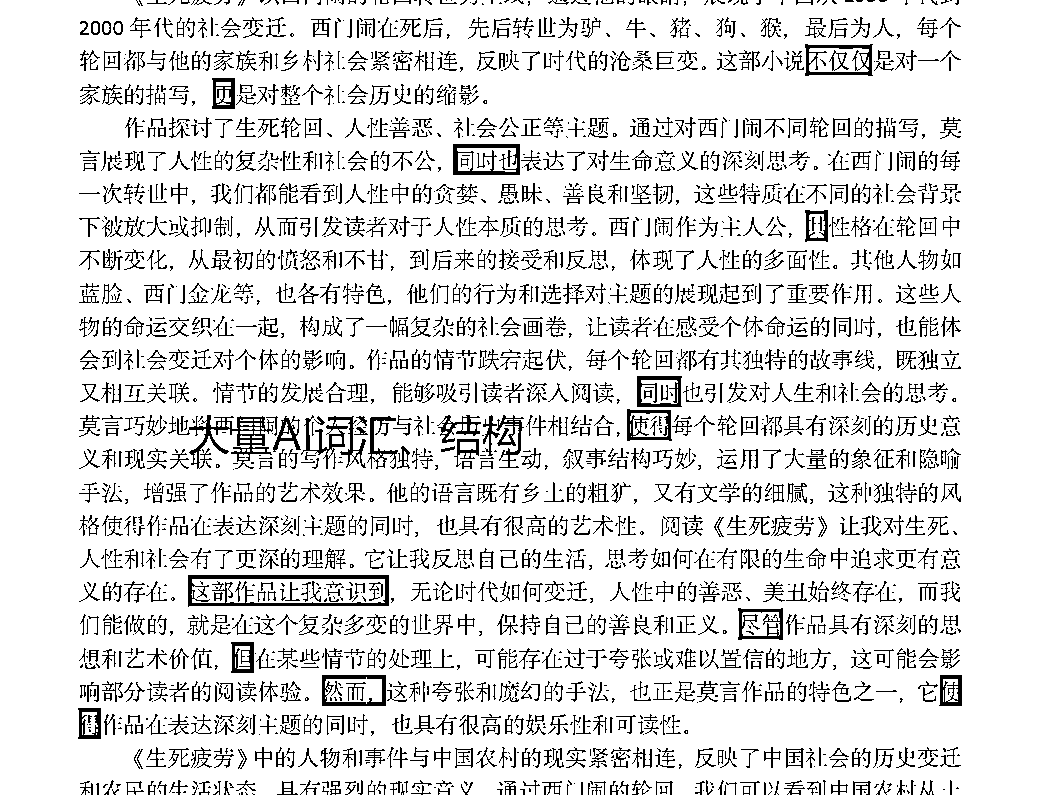 2000 年代的社会变迁。西门闹在死后，先后转世为驴、牛、猪、狗、猴，最后为人，每个
轮回都与他的家族和乡村社会紧密相连，反映了时代的沧桑巨变。这部小说不仅仅是对一个
家族的描写，更是对整个社会历史的缩影。
作品探讨了生死轮回、人性善恶、社会公正等主题。通过对西门闹不同轮回的描写，莫
言展现了人性的复杂性和社会的不公，同时也表达了对生命意义的深刻思考。在西门闹的每
一次转世中，我们都能看到人性中的贪婪、愚昧、善良和坚韧，这些特质在不同的社会背景
下被放大或抑制，从而引发读者对于人性本质的思考。西门闹作为主人公，其性格在轮回中
不断变化，从最初的愤怒和不甘，到后来的接受和反思，体现了人性的多面性。其他人物如
蓝脸、西门金龙等，也各有特色，他们的行为和选择对主题的展现起到了重要作用。这些人
物的命运交织在一起，构成了一幅复杂的社会画卷，让读者在感受个体命运的同时，也能体
会到社会变迁对个体的影响。作品的情节跌宕起伏，每个轮回都有其独特的故事线，既独立
又相互关联。情节的发展合理，能够吸引读者深入阅读，同时也引发对人生和社会的思考。
莫言巧妙地将西门闹的个人经历与社会历史事件相结合，使得每个轮回都具有深刻的历史意
大量AI词汇、结构
义和现实关联。莫言的写作风格独特，语言生动，叙事结构巧妙，运用了大量的象征和隐喻
手法，增强了作品的艺术效果。他的语言既有乡土的粗犷，又有文学的细腻，这种独特的风
格使得作品在表达深刻主题的同时，也具有很高的艺术性。阅读《生死疲劳》让我对生死、
人性和社会有了更深的理解。它让我反思自己的生活，思考如何在有限的生命中追求更有意
义的存在。这部作品让我意识到，无论时代如何变迁，人性中的善恶、美丑始终存在，而我
们能做的，就是在这个复杂多变的世界中，保持自己的善良和正义。尽管作品具有深刻的思
想和艺术价值，但在某些情节的处理上，可能存在过于夸张或难以置信的地方，这可能会影
响部分读者的阅读体验。然而，这种夸张和魔幻的手法，也正是莫言作品的特色之一，它使
得作品在表达深刻主题的同时，也具有很高的娱乐性和可读性。
《生死疲劳》中的人物和事件与中国农村的现实紧密相连，反映了中国社会的历史变迁
和农民的生活状态，具有强烈的现实意义。通过西门闹的轮回，我们可以看到中国农村从土